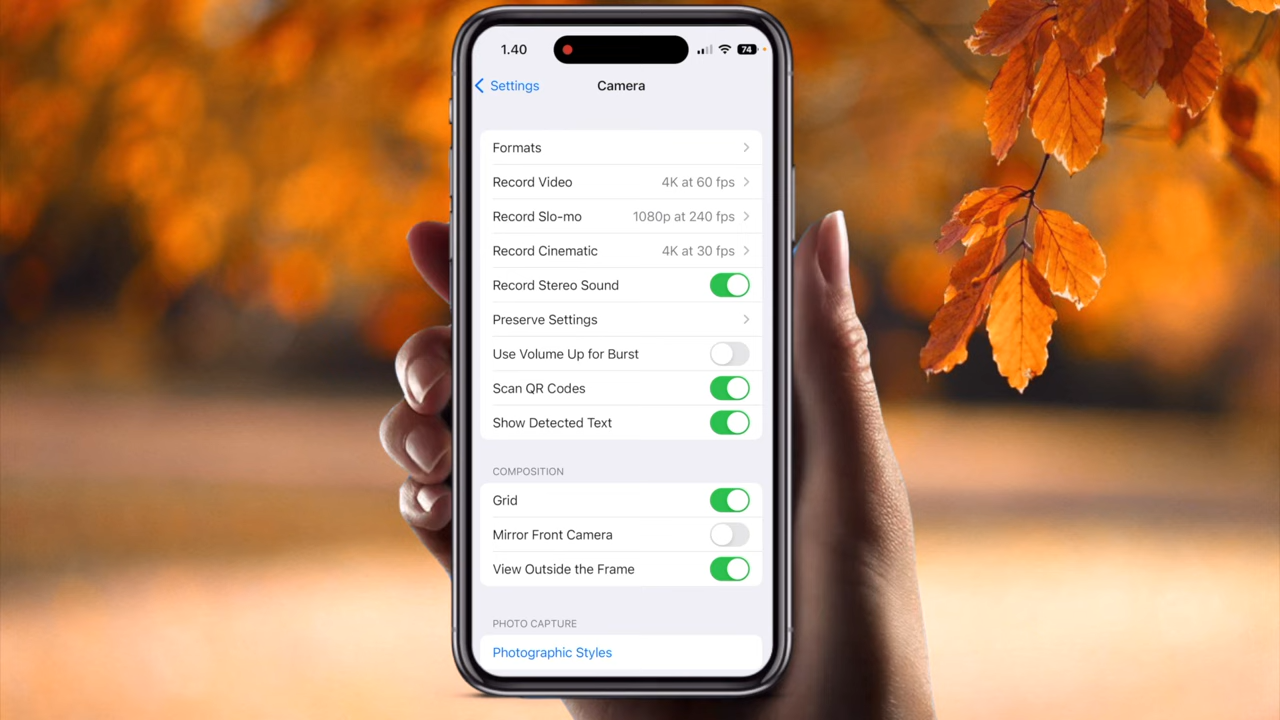 1.40
74
Settings
Camera
Formats
Record Video 4K at 60 fps
Record Slo-mo 1080p at 240 fps
Record Cinematic 4K at 30 fps
Record Stereo Sound
Preserve Settings
Use Volume Up for Burst
Scan QR Codes
Show Detected Text
COMPOSITION
Grid
Mirror Front Camera
View Outside the Frame
PHOTO CAPTURE
Photographic Styles